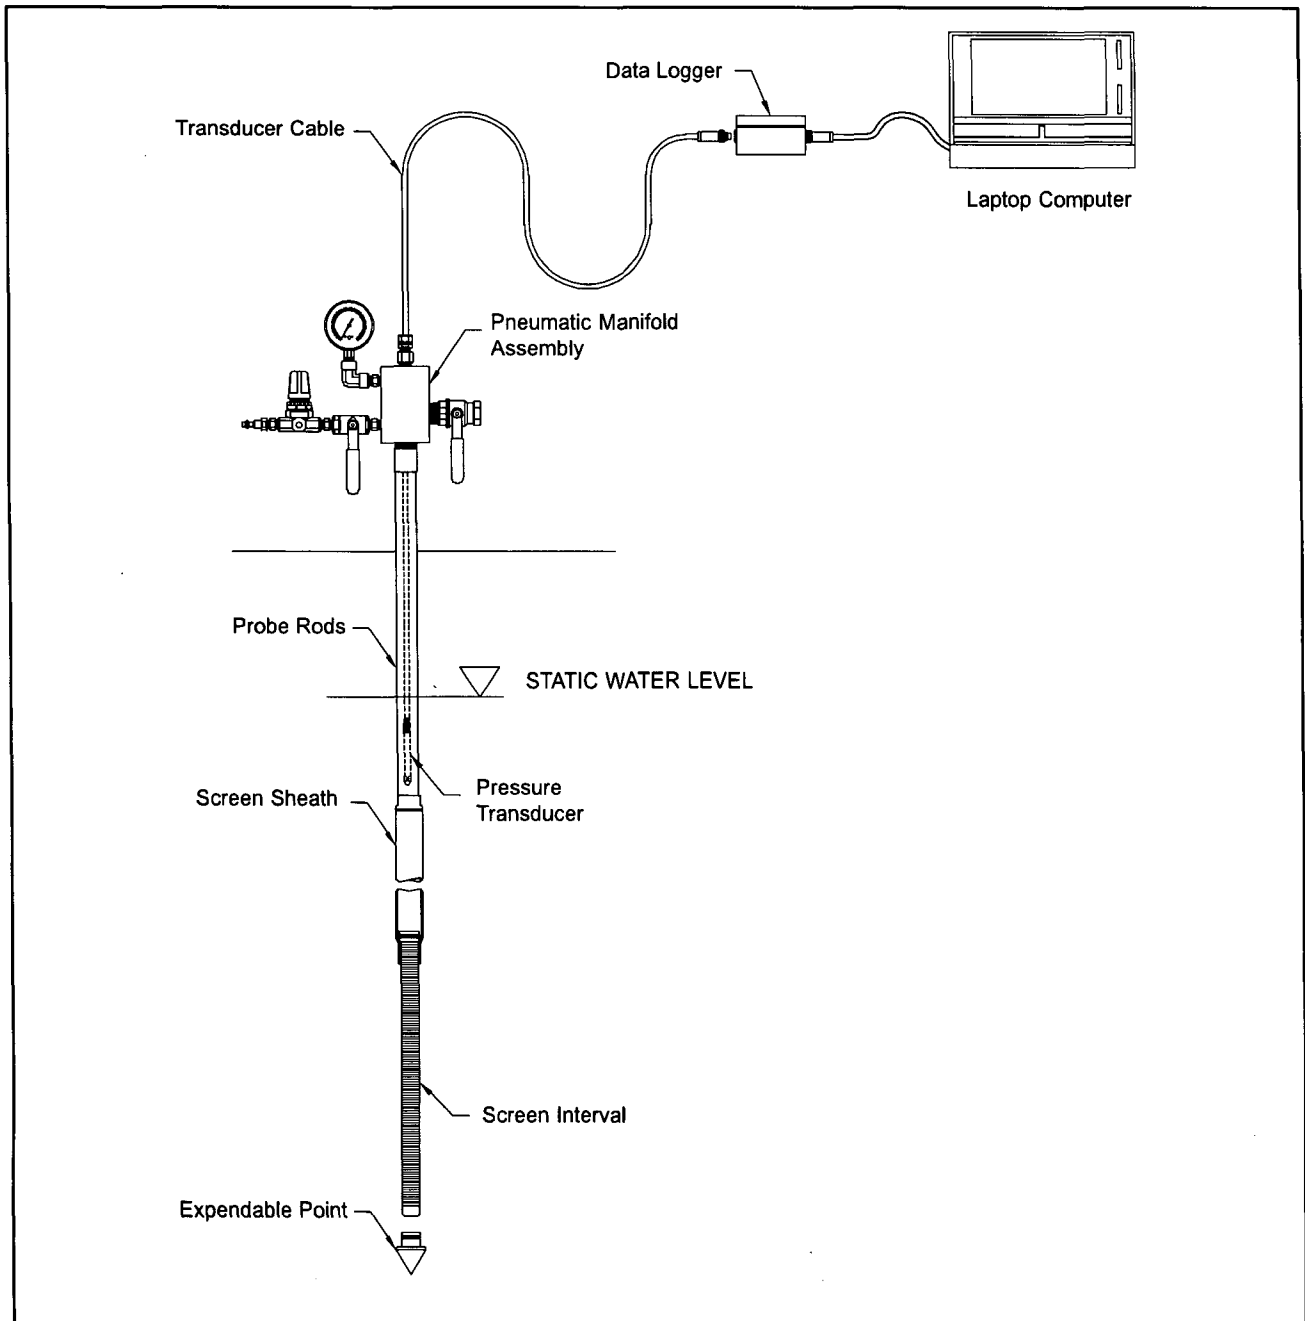 Data Logger
Transducer Cable
Laptop Computer
Pneumatic Manifold
Assembly
Probe Rods
STATIC WATER LEVEL
Pressure
Transducer
Screen Sheath
Screen Interval
Expendable Point